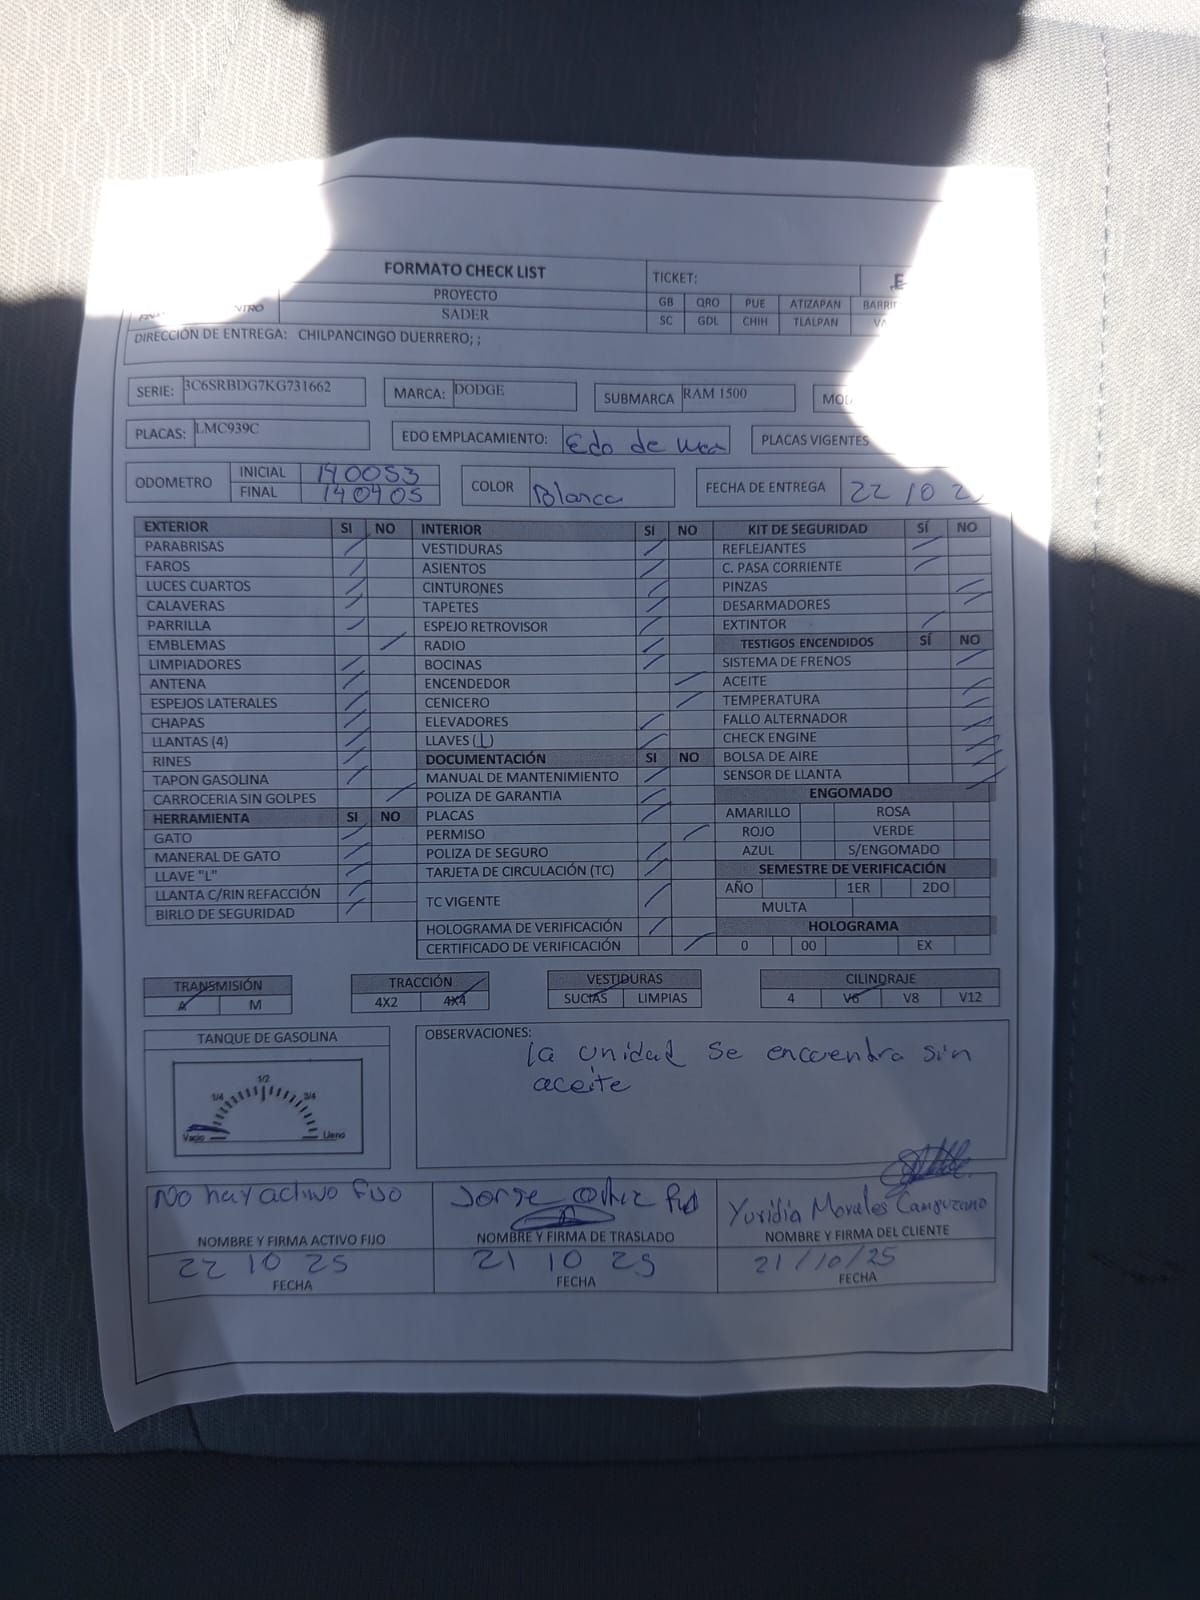 FORMATO CHECK LIST
TICKET:
PROYECTO
GB QRO PUE ATIZAPAN
SADER
SC GDL CHIH TLALPAN
DIRECCIÓN DE ENTREGA: CHILPANCINGO DUERRERO; ;
SERIE: 3C6SRBDG7KG731662 MARCA: DODGE SUBMARCA RAM 1500
PLACAS: LMC939C EDO EMPLACAMIENTO: Edo de Mex PLACAS VIGENTES
ODOMETRO INICIAL 140053 COLOR Blanca FECHA DE ENTREGA 22 10 2
FINAL 140405
EXTERIOR SI NO INTERIOR SI NO KIT DE SEGURIDAD SÍ NO
PARABRISAS VESTIDURAS REFLEJANTES
FAROS ASIENTOS C. PASA CORRIENTE
LUCES CUARTOS CINTURONES PINZAS
CALAVERAS TAPETES DESARMADORES
PARRILLA ESPEJO RETROVISOR EXTINTOR
EMBLEMAS RADIO TESTIGOS ENCENDIDOS SÍ NO
LIMPIADORES BOCINAS SISTEMA DE FRENOS
ANTENA ENCENDEDOR ACEITE
ESPEJOS LATERALES CENICERO TEMPERATURA
CHAPAS ELEVADORES FALLO ALTERNADOR
LLANTAS (4) LLAVES (1) CHECK ENGINE
RINES DOCUMENTACIÓN SI NO BOLSA DE AIRE
TAPON GASOLINA MANUAL DE MANTENIMIENTO SENSOR DE LLANTA
CARROCERIA SIN GOLPES POLIZA DE GARANTIA ENGOMADO
HERRAMIENTA SI NO PLACAS AMARILLO ROSA
GATO PERMISO ROJO VERDE
MANERAL DE GATO POLIZA DE SEGURO AZUL S/ENGOMADO
LLAVE "L" TARJETA DE CIRCULACIÓN (TC) SEMESTRE DE VERIFICACIÓN
LLANTA C/RIN REFACCIÓN TC VIGENTE AÑO 1ER 2DO
BIRLO DE SEGURIDAD MULTA
HOLOGRAMA DE VERIFICACIÓN HOLOGRAMA
CERTIFICADO DE VERIFICACIÓN 0 00 EX
TRANSMISIÓN TRACCIÓN VESTIDURAS CILINDRAJE
A M 4X2 4X4 SUCIAS LIMPIAS 4 V6 V8 V12
TANQUE DE GASOLINA OBSERVACIONES:
la unidad se encuendra sin
aceite
1/4 1/2 3/4
Vacio Lleno
No hay activo fijo Jorge Ortiz Yuridia Morales Campuzano
NOMBRE Y FIRMA ACTIVO FIJO NOMBRE Y FIRMA DE TRASLADO NOMBRE Y FIRMA DEL CLIENTE
22 10 25 21 10 25 21/10/25
FECHA FECHA FECHA